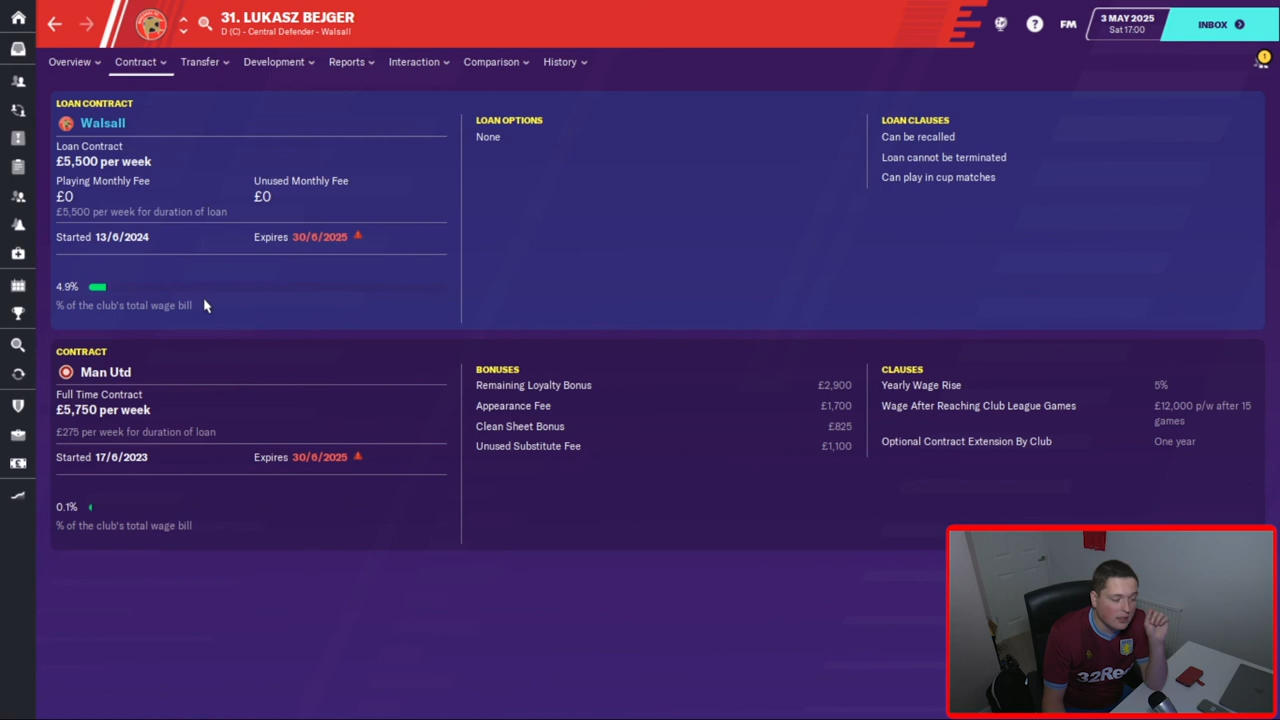 31. LUKASZ BEJGER
D (C) - Central Defender - Walsall
FM
3 MAY 2025
Sat 17:00
INBOX
Overview
Contract
Transfer
Development
Reports
Interaction
Comparison
History
1
LOAN CONTRACT
Walsall
Loan Contract
£5,500 per week
Playing Monthly Fee
Unused Monthly Fee
£0
£0
£5,500 per week for duration of loan
Started 13/6/2024
Expires 30/6/2025
4.9%
% of the club's total wage bill
LOAN OPTIONS
None
LOAN CLAUSES
Can be recalled
Loan cannot be terminated
Can play in cup matches
CONTRACT
Man Utd
Full Time Contract
£5,750 per week
£275 per week for duration of loan
Started 17/6/2023
Expires 30/6/2025
0.1%
% of the club's total wage bill
BONUSES
Remaining Loyalty Bonus £2,900
Appearance Fee £1,700
Clean Sheet Bonus £825
Unused Substitute Fee £1,100
CLAUSES
Yearly Wage Rise 5%
Wage After Reaching Club League Games £12,000 p/w after 15
games
Optional Contract Extension By Club One year
32Red